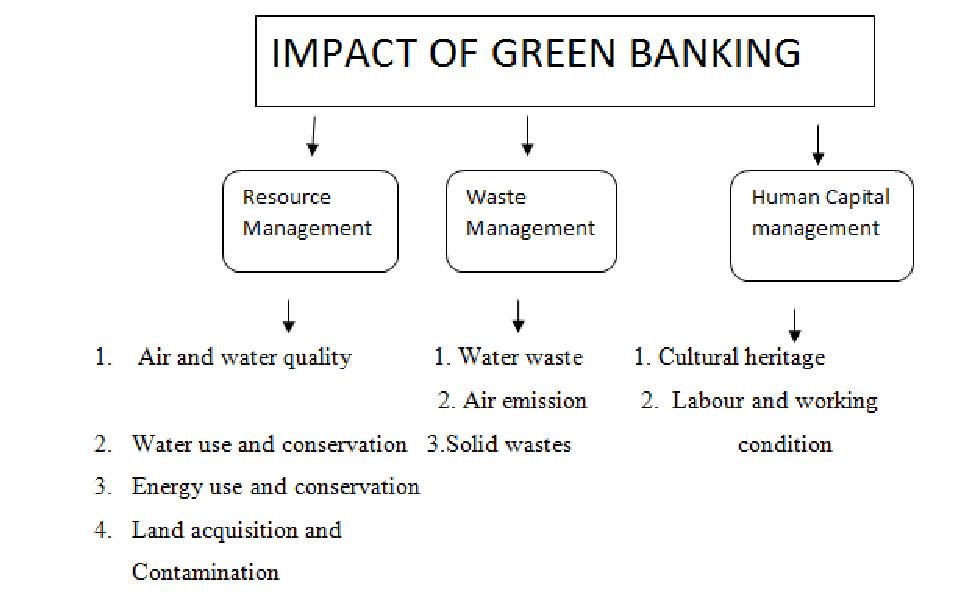 IMPACT OF GREEN BANKING
Resource
Management
Waste
Management
Human Capital
management
1. Air and water quality
2. Water use and conservation
3. Energy use and conservation
4. Land acquisition and
Contamination
1. Water waste
2. Air emission
3.Solid wastes
1. Cultural heritage
2. Labour and working
condition